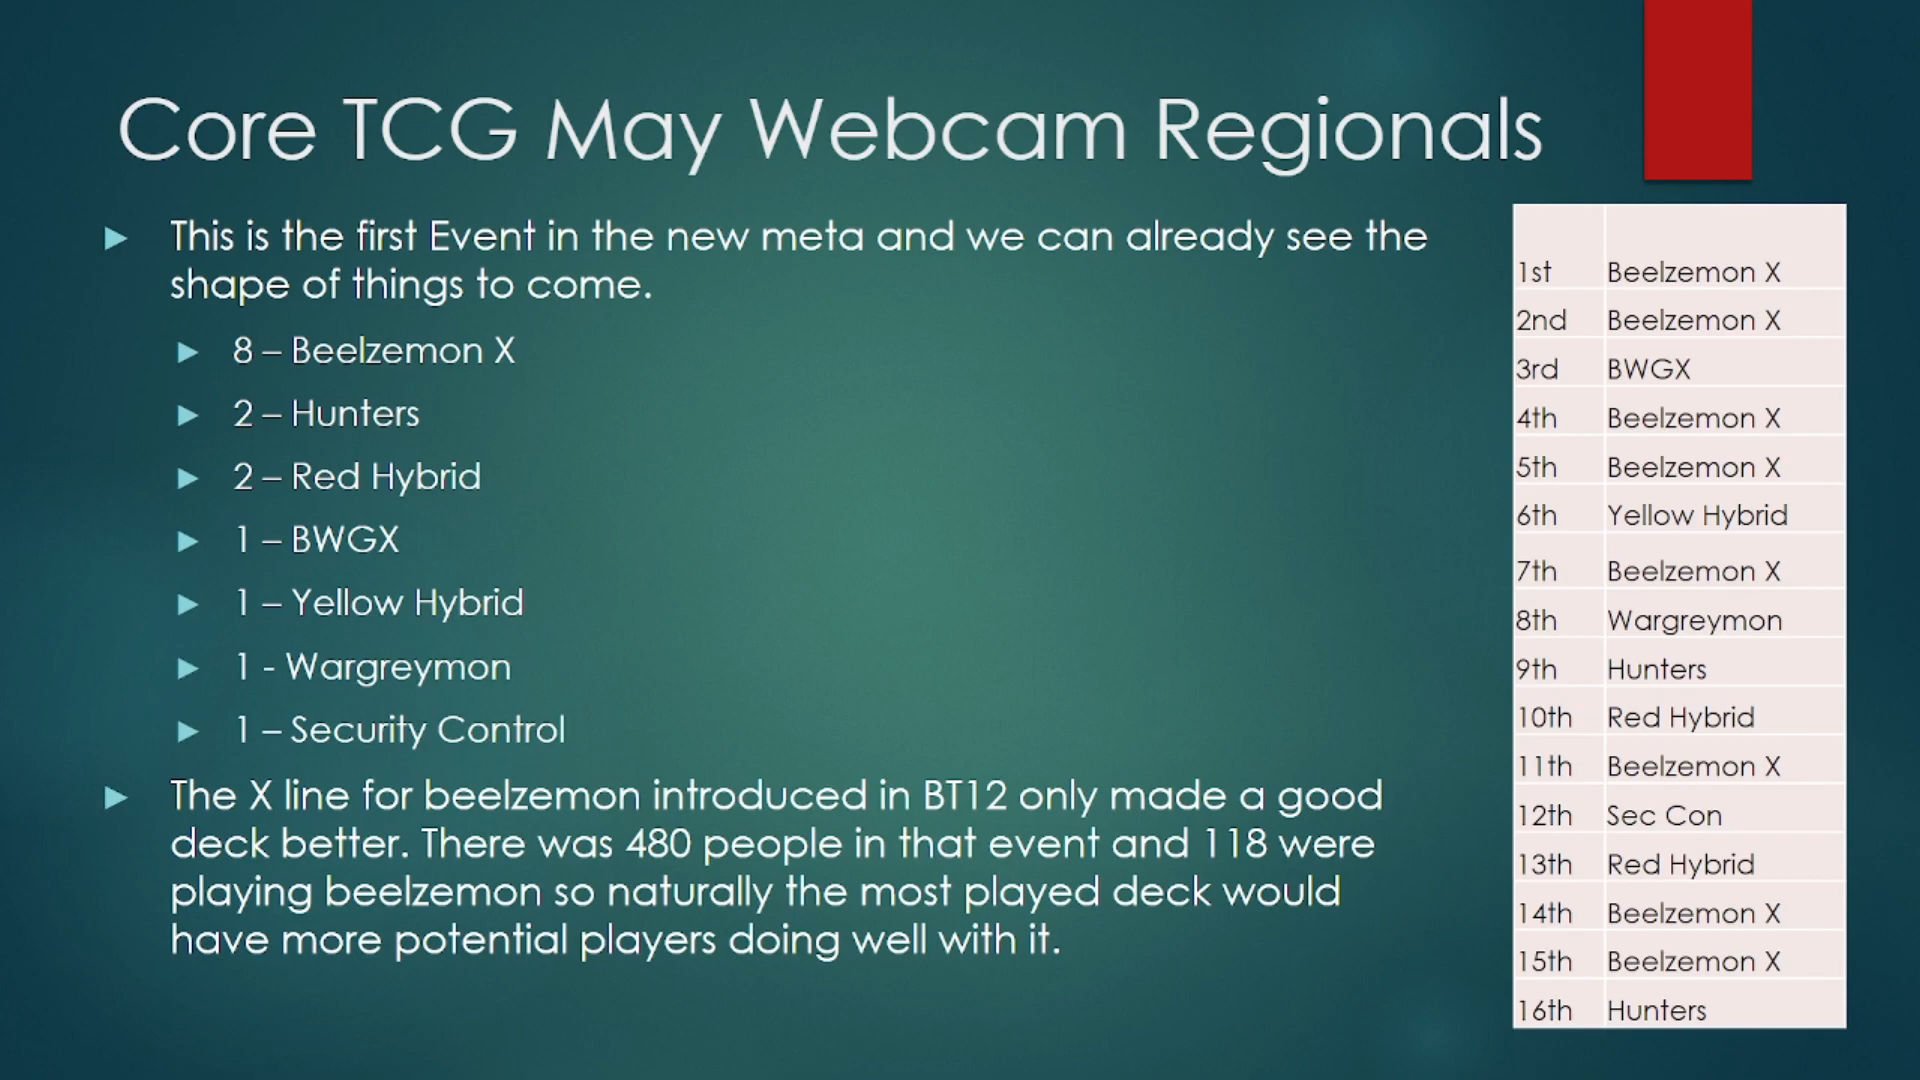 Core TCG May Webcam Regionals
This is the first Event in the new meta and we can already see the
shape of things to come.
8 – Beelzemon X
2 – Hunters
2 – Red Hybrid
1 – BWGX
1 – Yellow Hybrid
1 - Wargreymon
1 – Security Control
The X line for beelzemon introduced in BT12 only made a good
deck better. There was 480 people in that event and 118 were
playing beelzemon so naturally the most played deck would
have more potential players doing well with it.
1st Beelzemon X
2nd Beelzemon X
3rd BWGX
4th Beelzemon X
5th Beelzemon X
6th Yellow Hybrid
7th Beelzemon X
8th Wargreymon
9th Hunters
10th Red Hybrid
11th Beelzemon X
12th Sec Con
13th Red Hybrid
14th Beelzemon X
15th Beelzemon X
16th Hunters